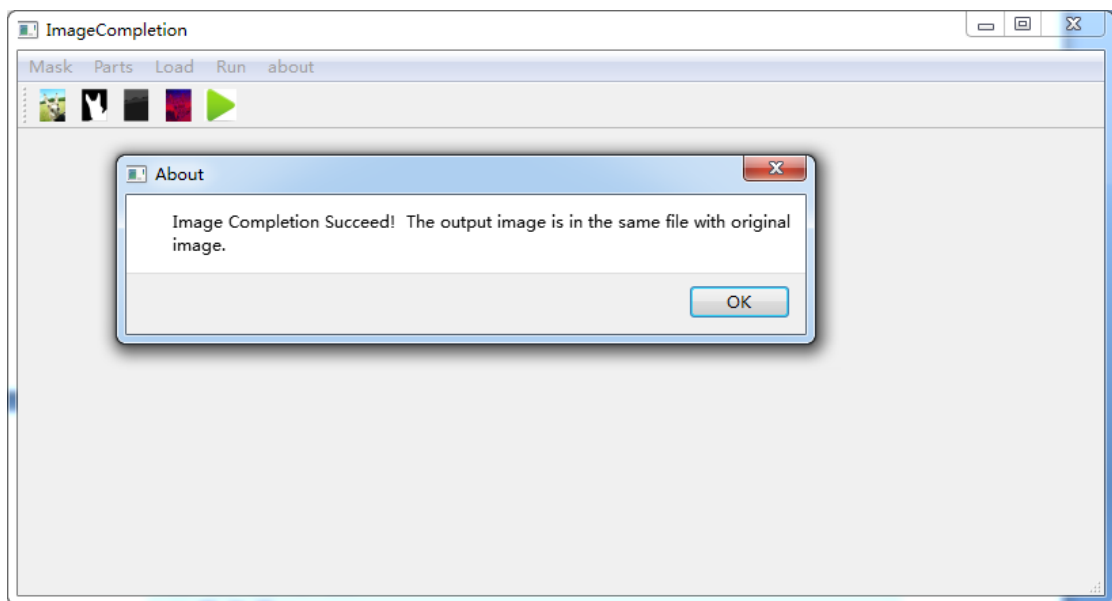 ImageCompletion
Mask Parts Load Run about
About
Image Completion Succeed! The output image is in the same file with original
image.
OK